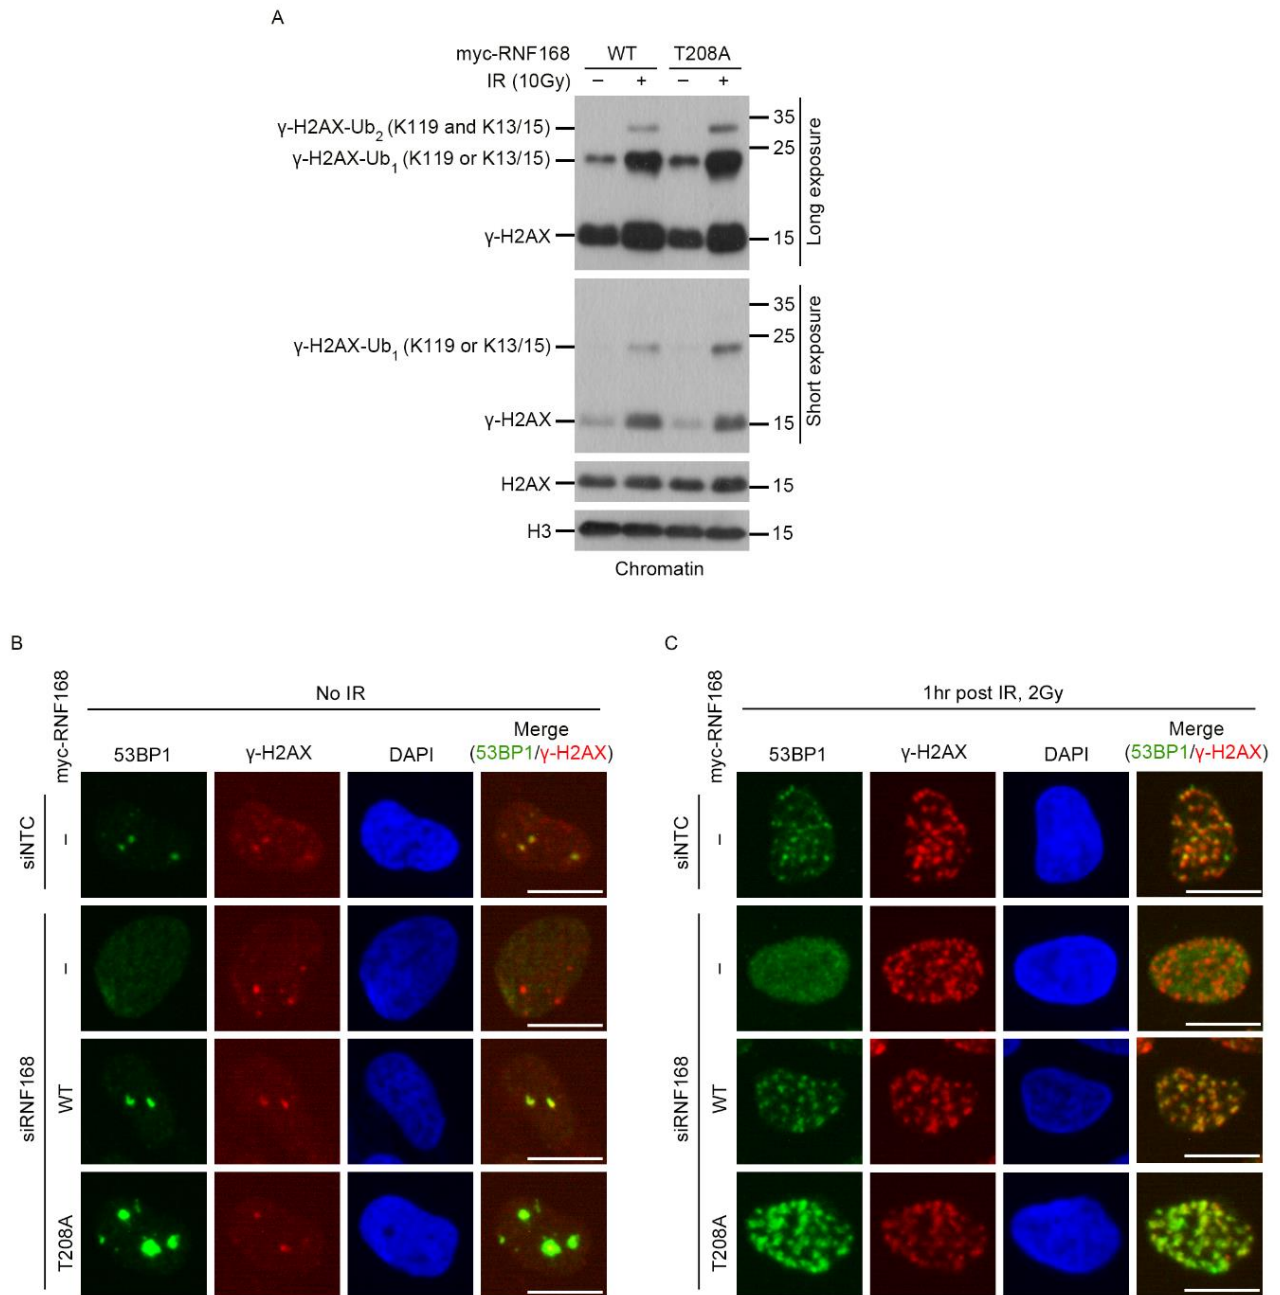 A
myc-RNF168 WT T208A
IR (10Gy) – + – +
γ-H2AX-Ub2 (K119 and K13/15)
γ-H2AX-Ub1 (K119 or K13/15)
γ-H2AX
35
25
15
Long exposure
γ-H2AX-Ub1 (K119 or K13/15)
γ-H2AX
35
25
15
Short exposure
H2AX 15
H3 15
Chromatin
B
myc-RNF168
No IR
53BP1 γ-H2AX DAPI Merge
(53BP1/γ-H2AX)
siNTC
–
siRNF168
–
WT
T208A
C
myc-RNF168
1hr post IR, 2Gy
53BP1 γ-H2AX DAPI Merge
(53BP1/γ-H2AX)
siNTC
–
siRNF168
–
WT
T208A